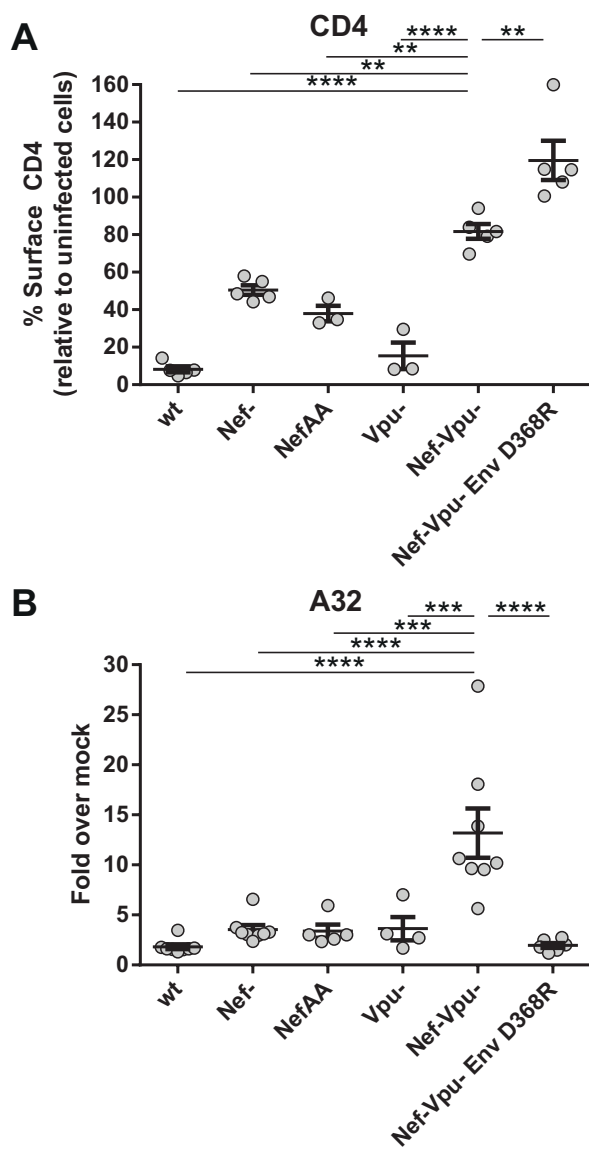 A
CD4
**** **
**
**
****
% Surface CD4
(relative to uninfected cells)
160
140
120
100
80
60
40
20
0
wt
Nef-
NefAA
Vpu-
Nef-Vpu-
Nef-Vpu- Env D368R
B
A32
*** ****
***
****
****
Fold over mock
30
25
20
15
10
5
0
wt
Nef-
NefAA
Vpu-
Nef-Vpu-
Nef-Vpu- Env D368R